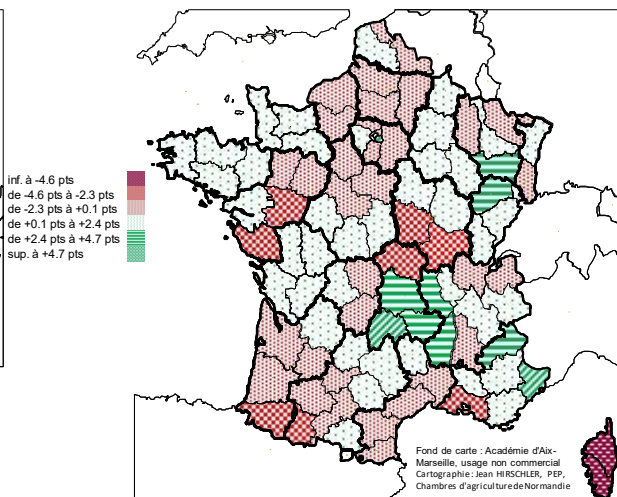 inf. à -4.6 pts
de -4.6 pts à -2.3 pts
de -2.3 pts à +0.1 pts
de +0.1 pts à +2.4 pts
de +2.4 pts à +4.7 pts
sup. à +4.7 pts
Fond de carte : Académie d'Aix-
Marseille, usage non commercial
Cartographie : Jean HIRSCHLER, PEP,
Chambres d'agriculture de Normandie